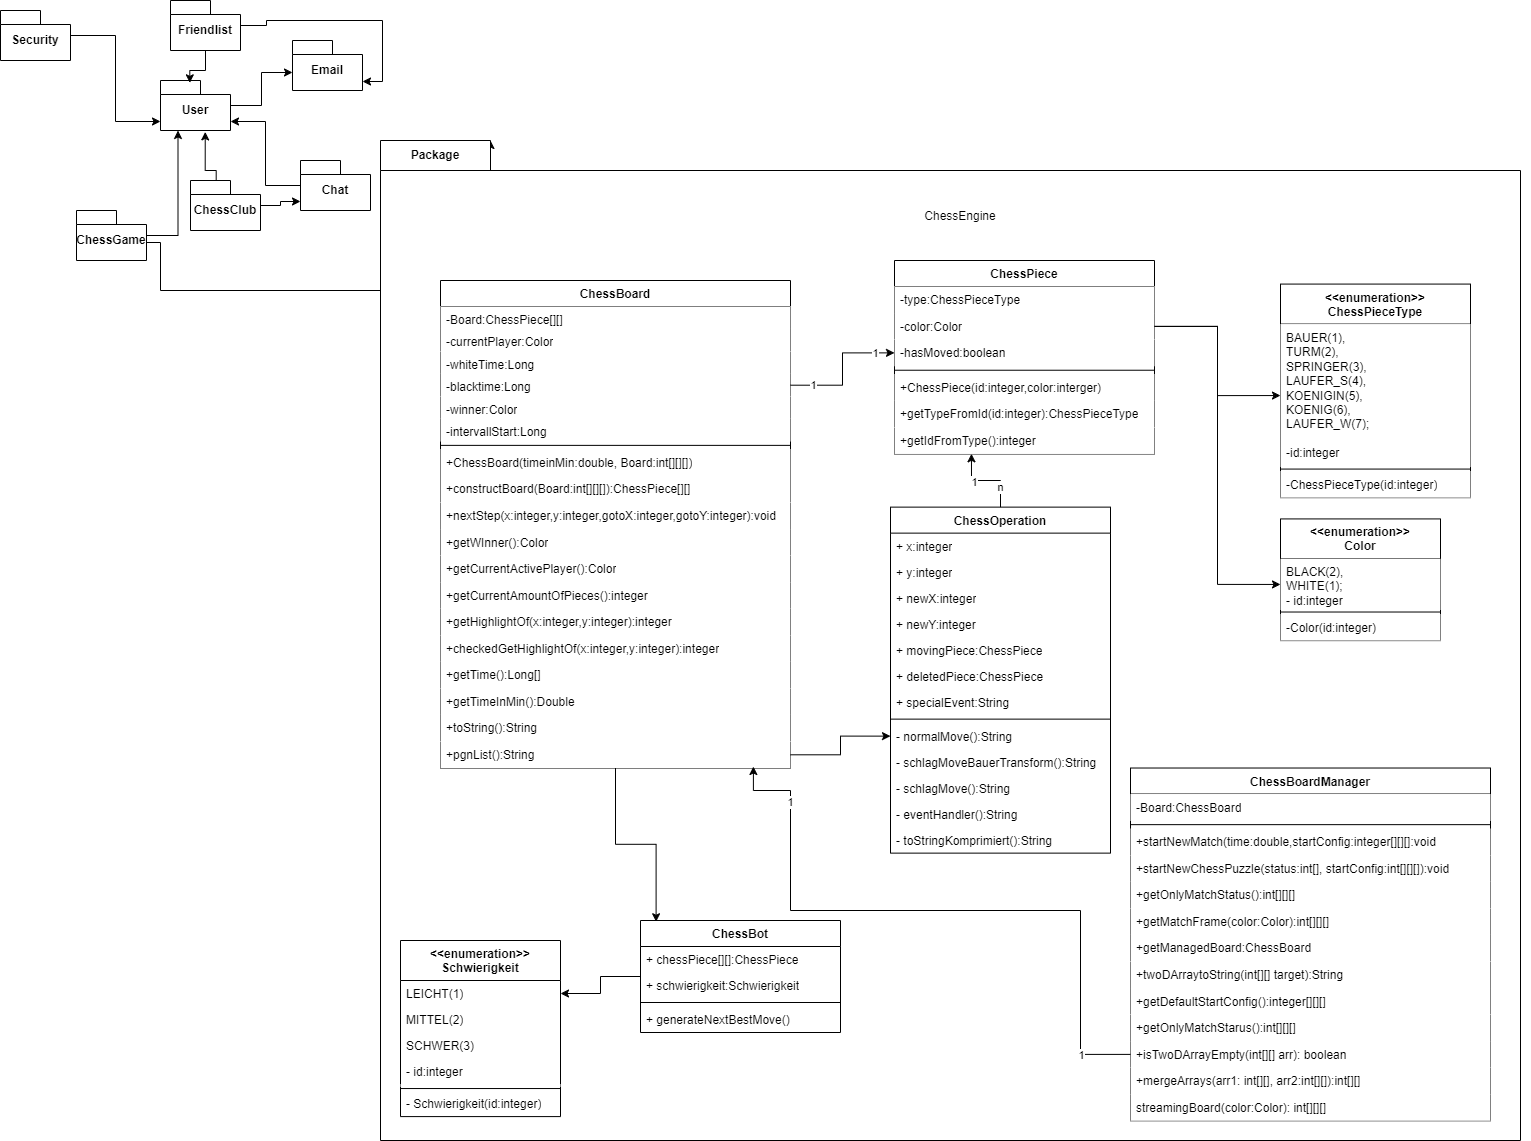 Security
Friendlist
Email
User
Chat
ChessClub
ChessGame
Package
ChessEngine
ChessBoard
-Board:ChessPiece[][]
-currentPlayer:Color
-whiteTime:Long
-blacktime:Long
-winner:Color
-intervallStart:Long
+ChessBoard(timeinMin:double, Board:int[][][])
+constructBoard(Board:int[][][]):ChessPiece[][]
+nextStep(x:integer,y:integer,gotoX:integer,gotoY:integer):void
+getWInner():Color
+getCurrentActivePlayer():Color
+getCurrentAmountOfPieces():integer
+getHighlightOf(x:integer,y:integer):integer
+checkedGetHighlightOf(x:integer,y:integer):integer
+getTime():Long[]
+getTimeInMin():Double
+toString():String
+pgnList():String
1
1
ChessPiece
-type:ChessPieceType
-color:Color
-hasMoved:boolean
+ChessPiece(id:integer,color:interger)
+getTypeFromId(id:integer):ChessPieceType
+getIdFromType():integer
<<enumeration>>
ChessPieceType
BAUER(1),
TURM(2),
SPRINGER(3),
LAUFER_S(4),
KOENIGIN(5),
KOENIG(6),
LAUFER_W(7);
-id:integer
-ChessPieceType(id:integer)
<<enumeration>>
Color
BLACK(2),
WHITE(1);
- id:integer
-Color(id:integer)
1
n
ChessOperation
+ x:integer
+ y:integer
+ newX:integer
+ newY:integer
+ movingPiece:ChessPiece
+ deletedPiece:ChessPiece
+ specialEvent:String
- normalMove():String
- schlagMoveBauerTransform():String
- schlagMove():String
- eventHandler():String
- toStringKomprimiert():String
1
1
ChessBoardManager
-Board:ChessBoard
+startNewMatch(time:double,startConfig:integer[][][]:void
+startNewChessPuzzle(status:int[], startConfig:int[][][]):void
+getOnlyMatchStatus():int[][][]
+getMatchFrame(color:Color):int[][][]
+getManagedBoard:ChessBoard
+twoDArraytoString(int[][] target):String
+getDefaultStartConfig():integer[][][]
+getOnlyMatchStarus():int[][][]
+isTwoDArrayEmpty(int[][] arr): boolean
+mergeArrays(arr1: int[][], arr2:int[][]):int[][]
streamingBoard(color:Color): int[][][]
ChessBot
+ chessPiece[][]:ChessPiece
+ schwierigkeit:Schwierigkeit
+ generateNextBestMove()
<<enumeration>>
Schwierigkeit
LEICHT(1)
MITTEL(2)
SCHWER(3)
- id:integer
- Schwierigkeit(id:integer)